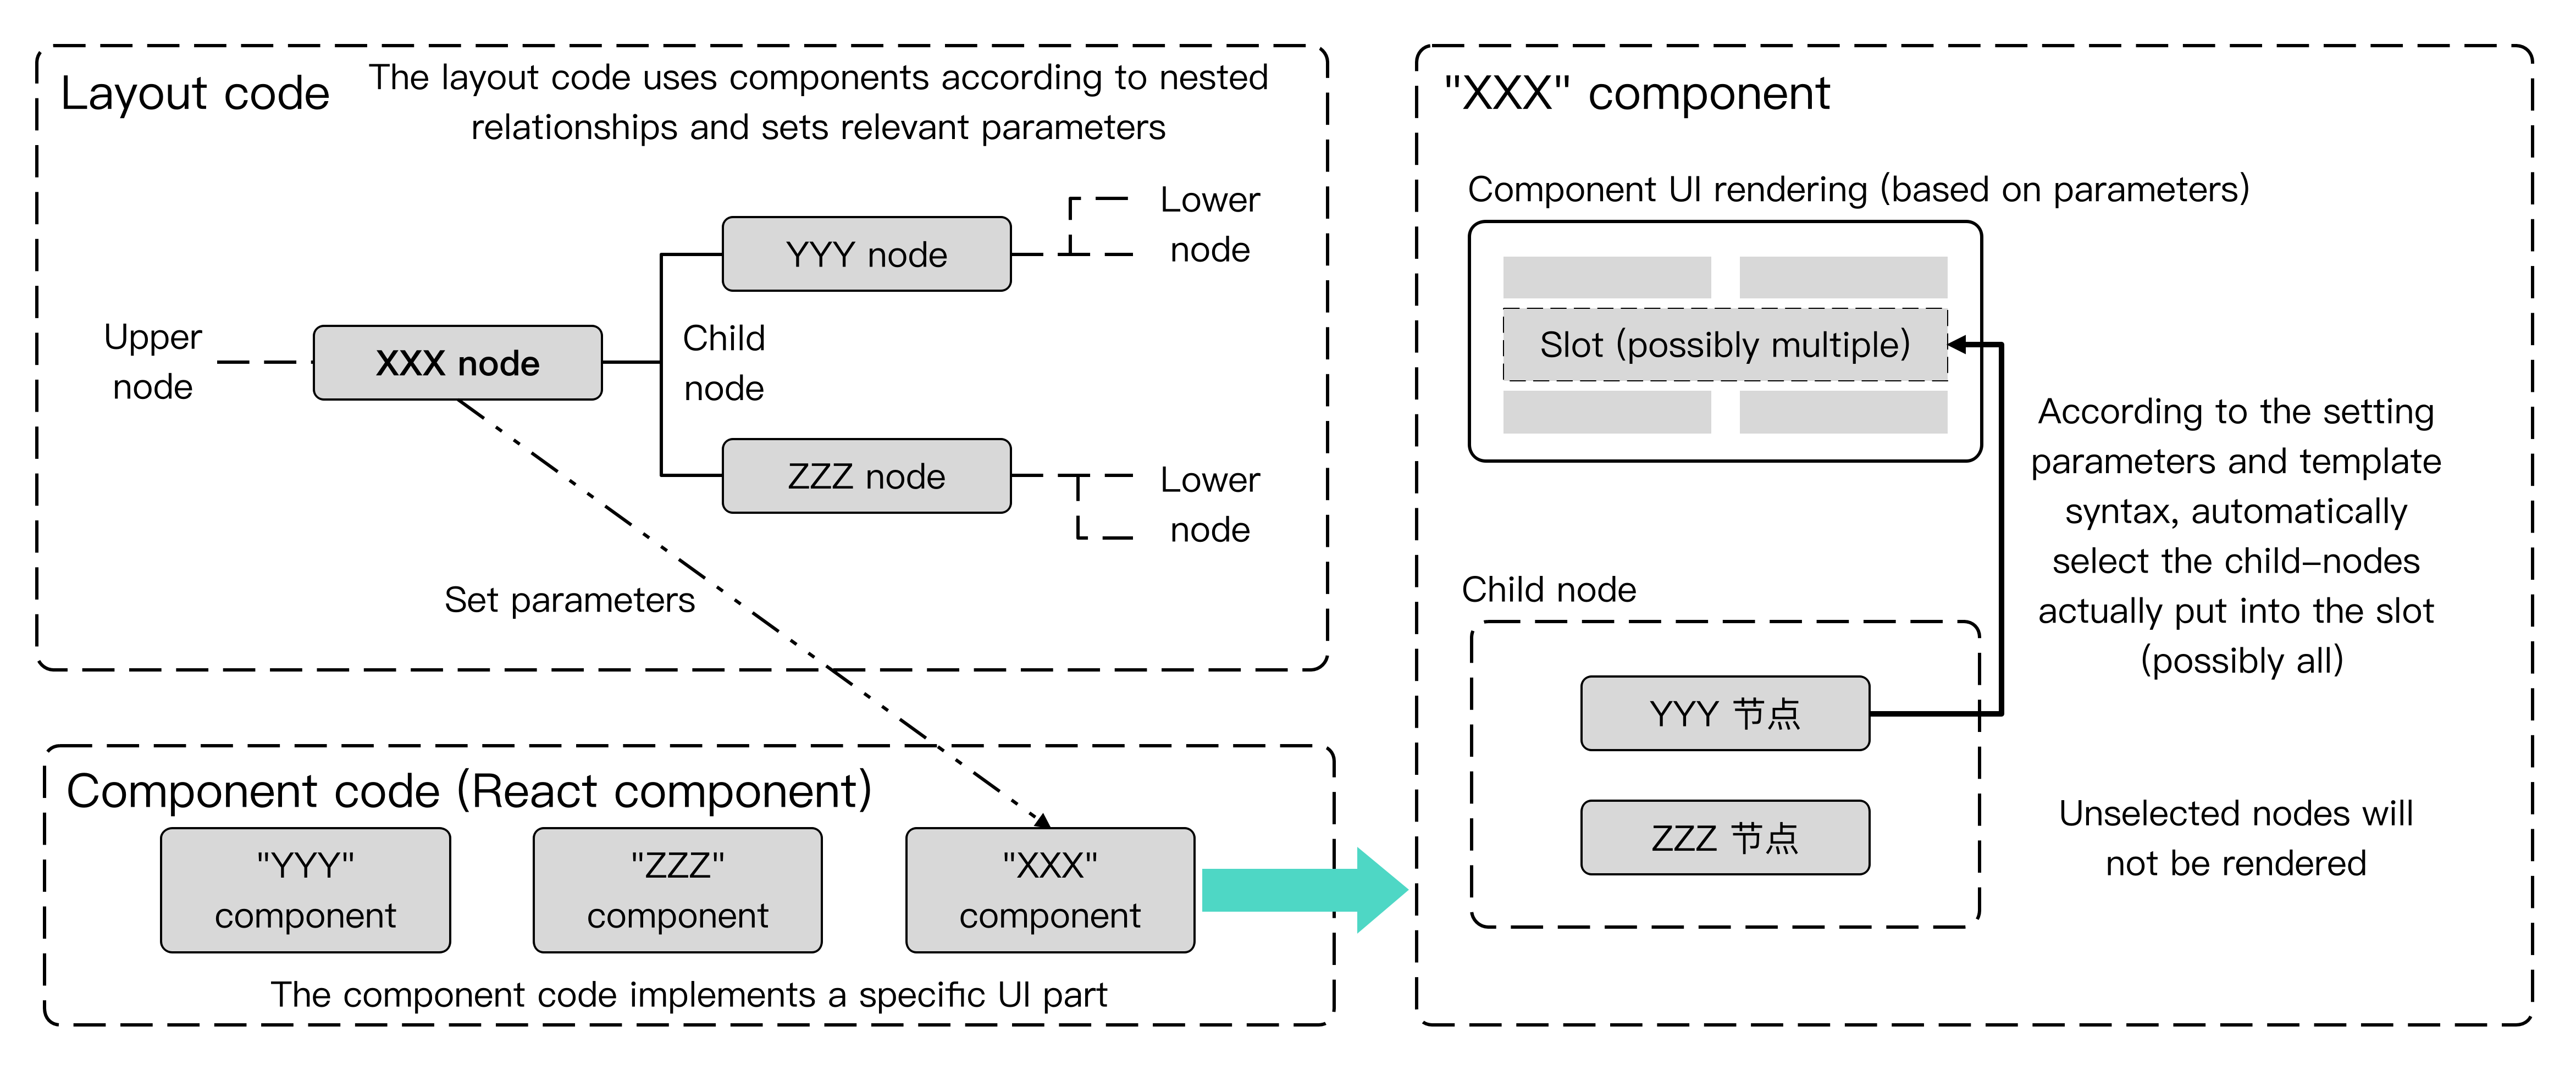 Layout code
The layout code uses components according to nested
relationships and sets relevant parameters
Upper
node
XXX node
Child
node
YYY node
Lower
node
ZZZ node
Lower
node
Set parameters
Component code (React component)
"YYY"
component
"ZZZ"
component
"XXX"
component
The component code implements a specific UI part
"XXX" component
Component UI rendering (based on parameters)
Slot (possibly multiple)
According to the setting
parameters and template
syntax, automatically
select the child–nodes
actually put into the slot
(possibly all)
Child node
YYY 节点
ZZZ 节点
Unselected nodes will
not be rendered